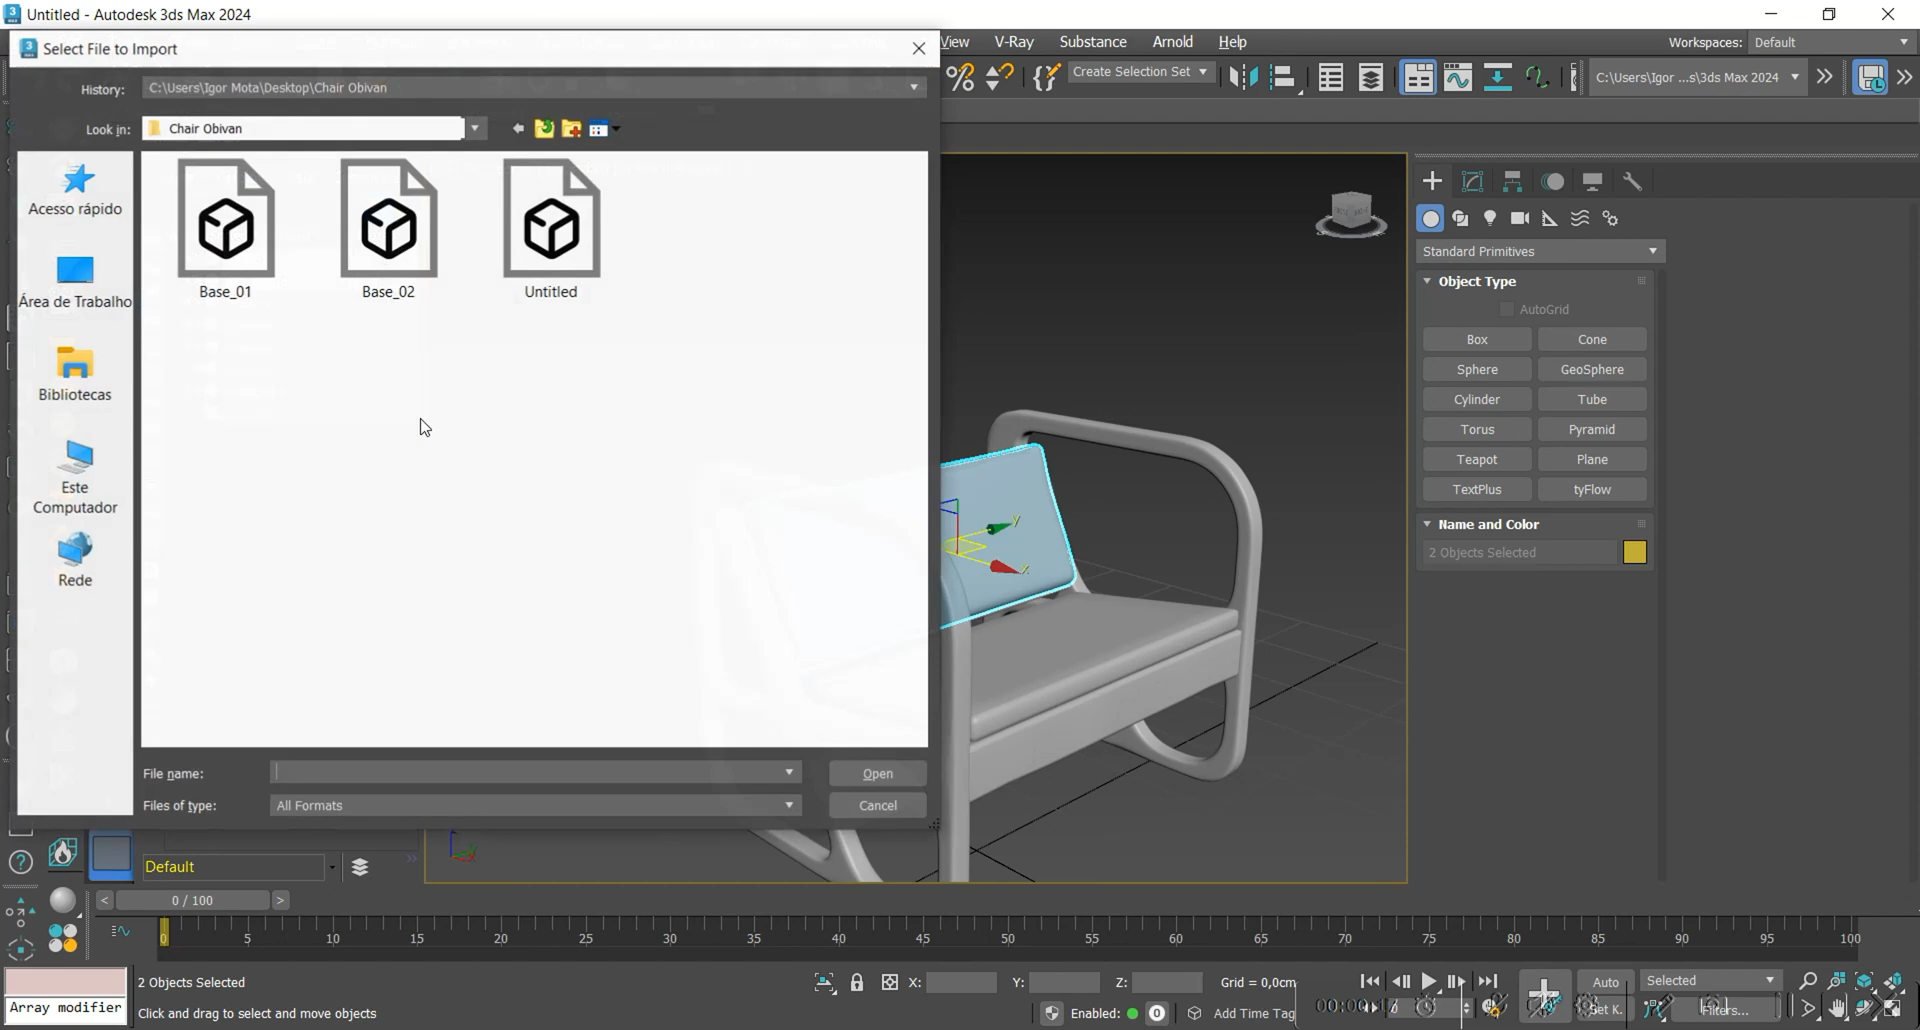 Untitled - Autodesk 3ds Max 2024
Select File to Import
View V-Ray Substance Arnold Help
Workspaces: Default
History: C:\Users\Igor Mota\Desktop\Chair Obivan
Create Selection Set
C:\Users\Igor ...s\3ds Max 2024
Look in: Chair Obivan
Acesso rápido
Área de Trabalho
Bibliotecas
Este
Computador
Rede
Base_01 Base_02 Untitled
File name: Open
Files of type: All Formats Cancel
Standard Primitives
Object Type
AutoGrid
Box Cone
Sphere GeoSphere
Cylinder Tube
Torus Pyramid
Teapot Plane
TextPlus tyFlow
Name and Color
2 Objects Selected
y
x
Default
< 0 / 100 >
0 5 10 15 20 25 30 35 40 45 50 55 60 65 70 75 80 85 90 95 100
2 Objects Selected
X: Y: Z: Grid = 0,0cm
Auto Selected
Array modifier
Click and drag to select and move objects
Enabled: 0 Add Time Tag
Set K. Filters...